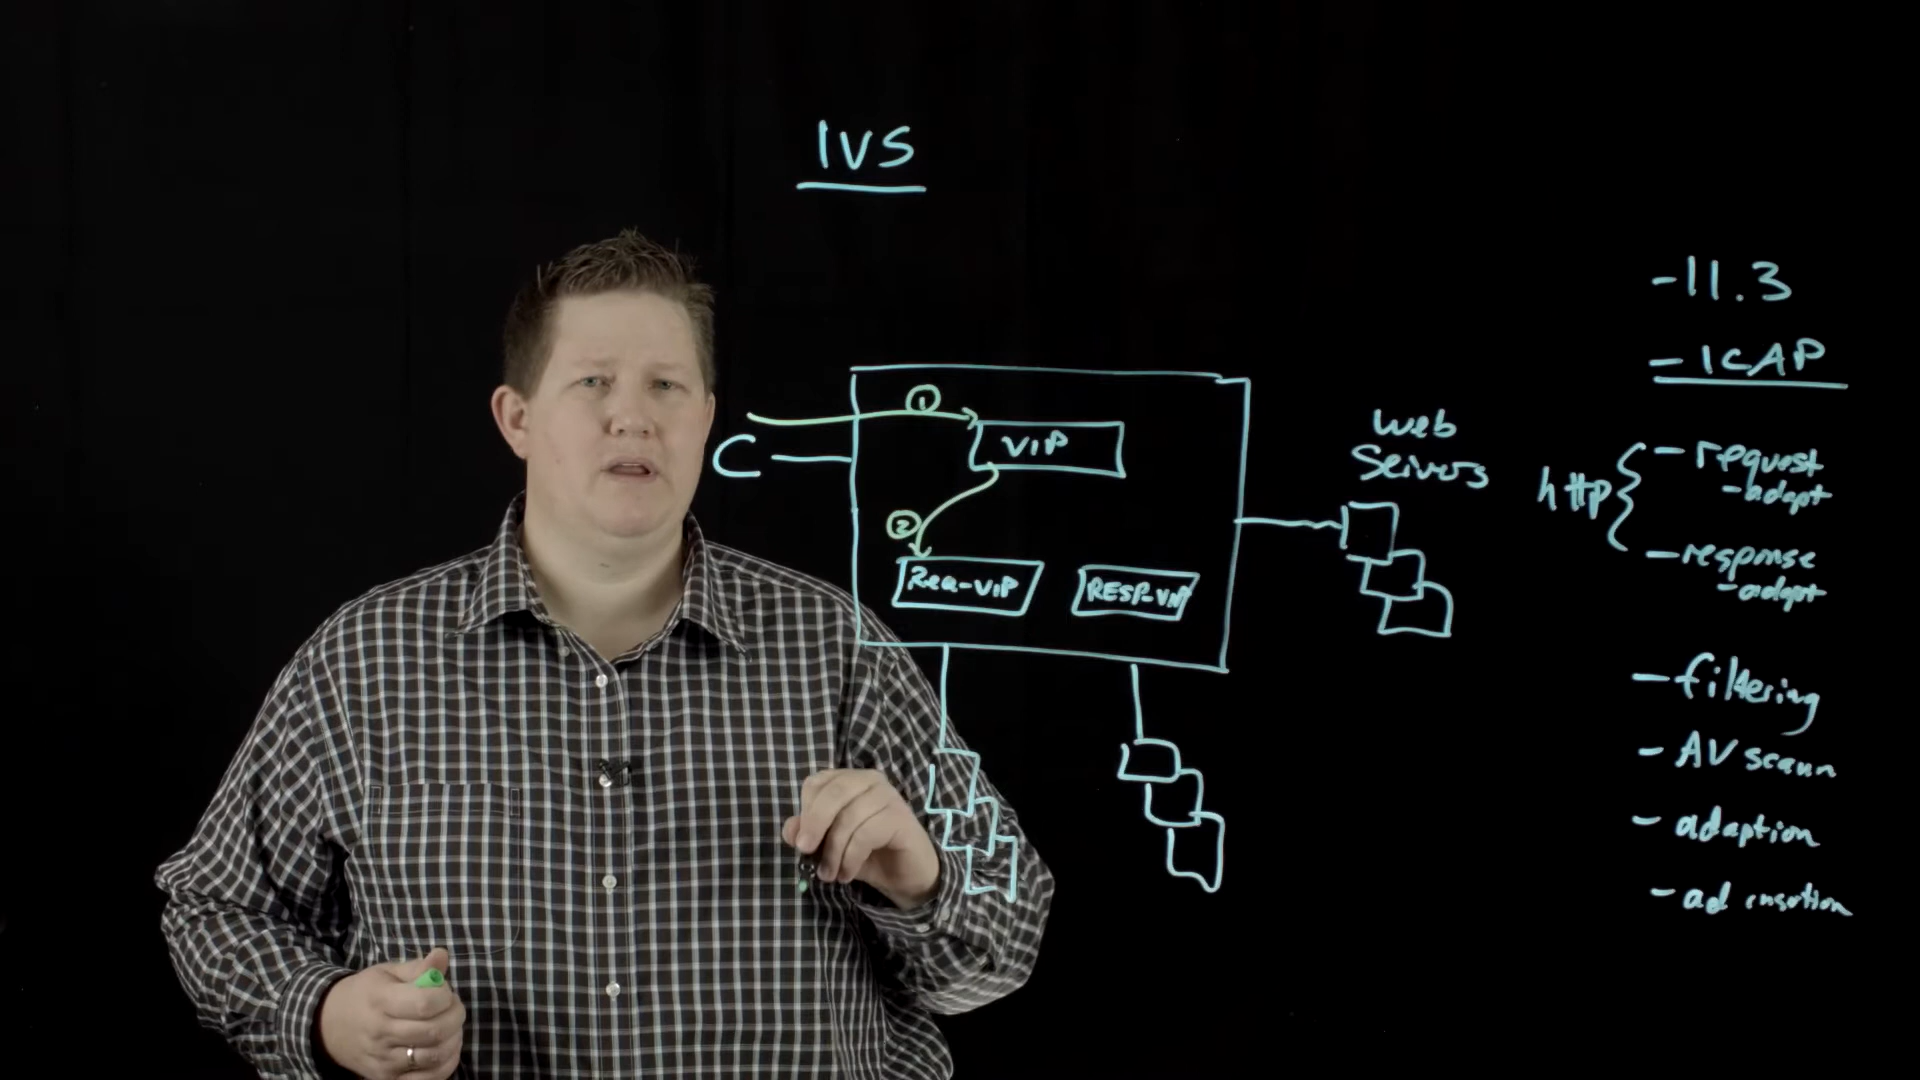 IVS
C
①
VIP
②
REQ-VIP
RESP-VIP
web
Servers
-11.3
- ICAP
http
- request
-adapt
- response
-adapt
- filtering
- AV scann
- adaption
- ad insertion